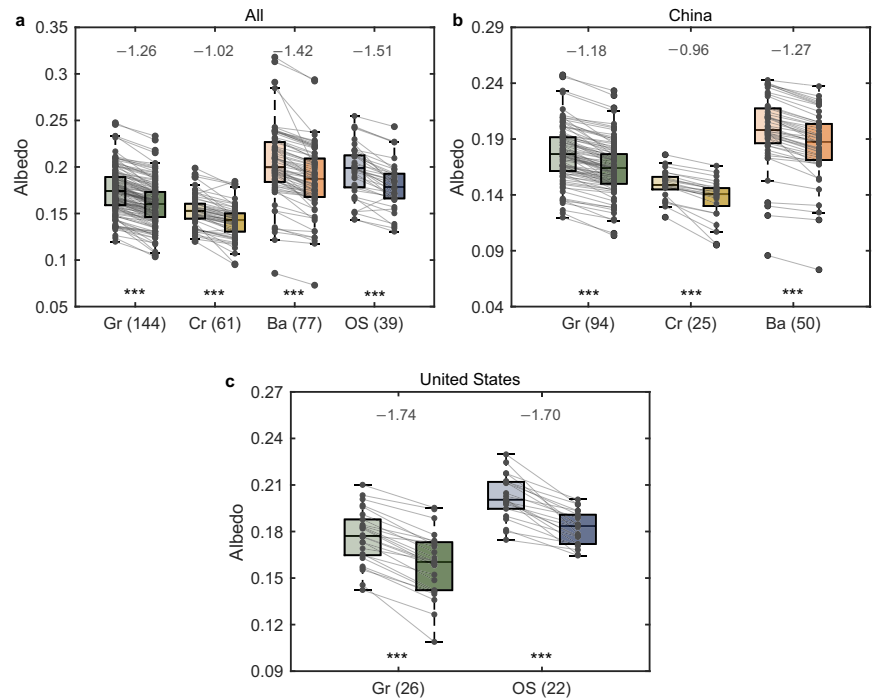 a All
0.35
0.3
0.25
0.2
0.15
0.1
0.05
Albedo
−1.26 −1.02 −1.42 −1.51
*** *** *** ***
Gr (144) Cr (61) Ba (77) OS (39)
b China
0.29
0.24
0.19
0.14
0.09
0.04
Albedo
−1.18 −0.96 −1.27
*** *** ***
Gr (94) Cr (25) Ba (50)
c United States
0.27
0.24
0.21
0.18
0.15
0.12
0.09
Albedo
−1.74 −1.70
*** ***
Gr (26) OS (22)